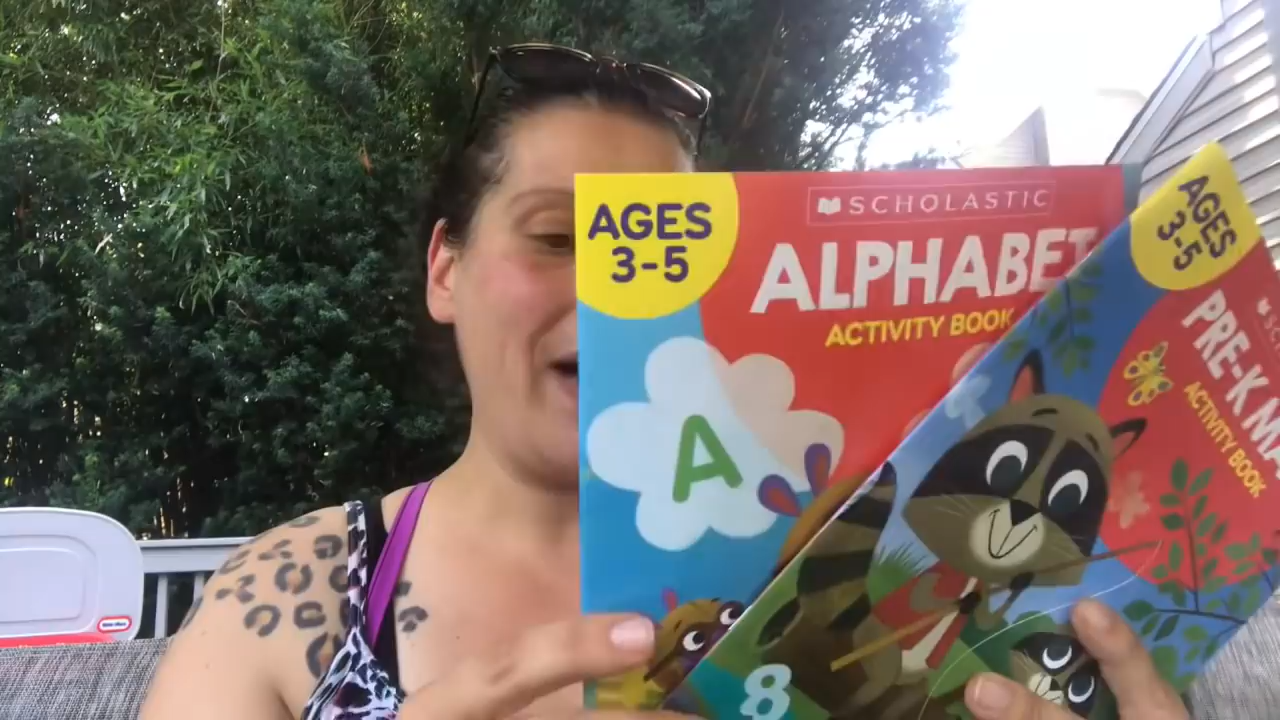 AGES
3-5
SCHOLASTIC
ALPHABET
ACTIVITY BOOK
A
8
AGES
3-5
PRE-K
ACTIVITY BOOK